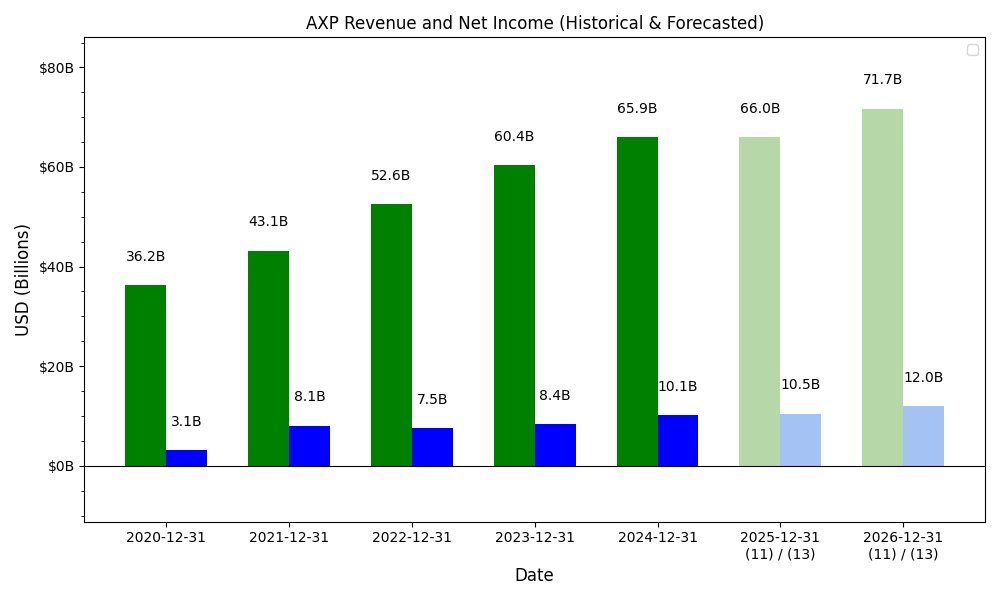 AXP Revenue and Net Income (Historical & Forecasted)
USD (Billions)
$80B
$60B
$40B
$20B
$0B
36.2B
3.1B
43.1B
8.1B
52.6B
7.5B
60.4B
8.4B
65.9B
10.1B
66.0B
10.5B
71.7B
12.0B
2020-12-31
2021-12-31
2022-12-31
2023-12-31
2024-12-31
2025-12-31
(11) / (13)
2026-12-31
(11) / (13)
Date